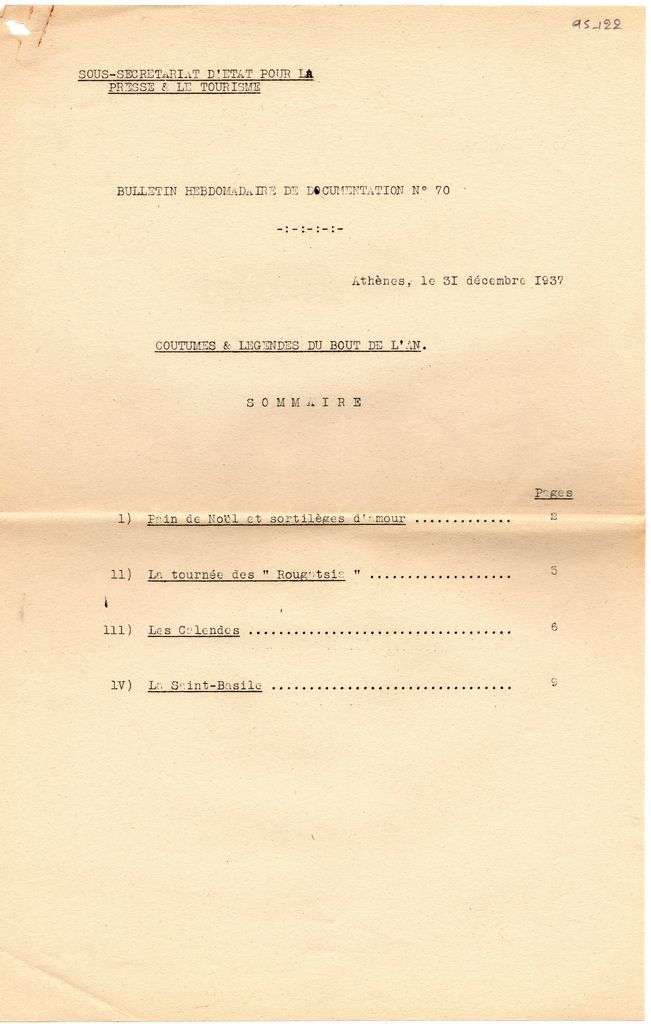 95_122
SOUS-SECRETARIAT D'ETAT POUR LA
PRESSE & LE TOURISME
BULLETIN HEBDOMADAIRE DE DOCUMENTATION N° 70
-:-:-:-:-
Athènes, le 3I décembre I937
COUTUMES & LEGENDES DU BOUT DE L'AN.
S O M M A I R E
Pages
1) Pain de Noël et sortilèges d'amour ............. 2
11) La tournée des " Rougatsia " ................... 5
111) Les Calendes ................................. 6
1V) La Saint-Basile .............................. 9